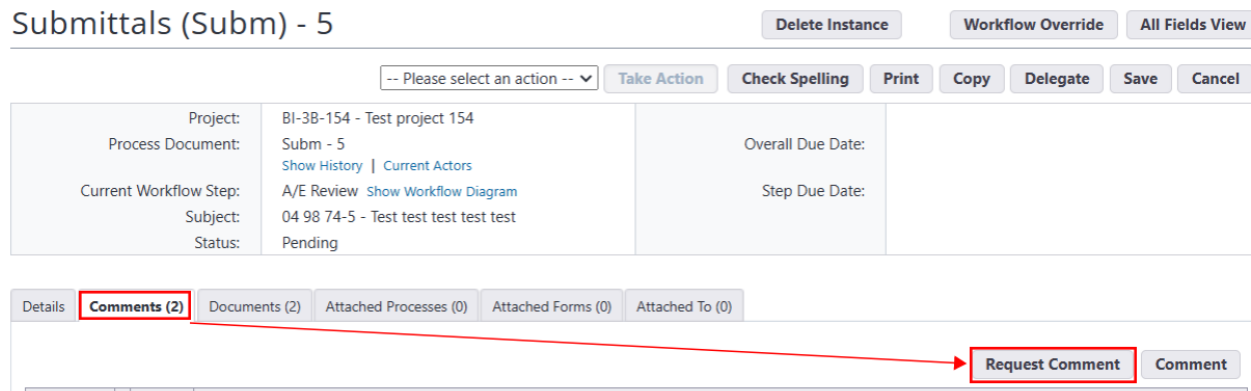 Submittals (Subm) - 5
Delete Instance Workflow Override All Fields View
-- Please select an action -- Take Action Check Spelling Print Copy Delegate Save Cancel
Project: BI-3B-154 - Test project 154
Process Document: Subm - 5 Overall Due Date:
Show History | Current Actors
Current Workflow Step: A/E Review Show Workflow Diagram Step Due Date:
Subject: 04 98 74-5 - Test test test test test
Status: Pending
Details Comments (2) Documents (2) Attached Processes (0) Attached Forms (0) Attached To (0)
Request Comment Comment